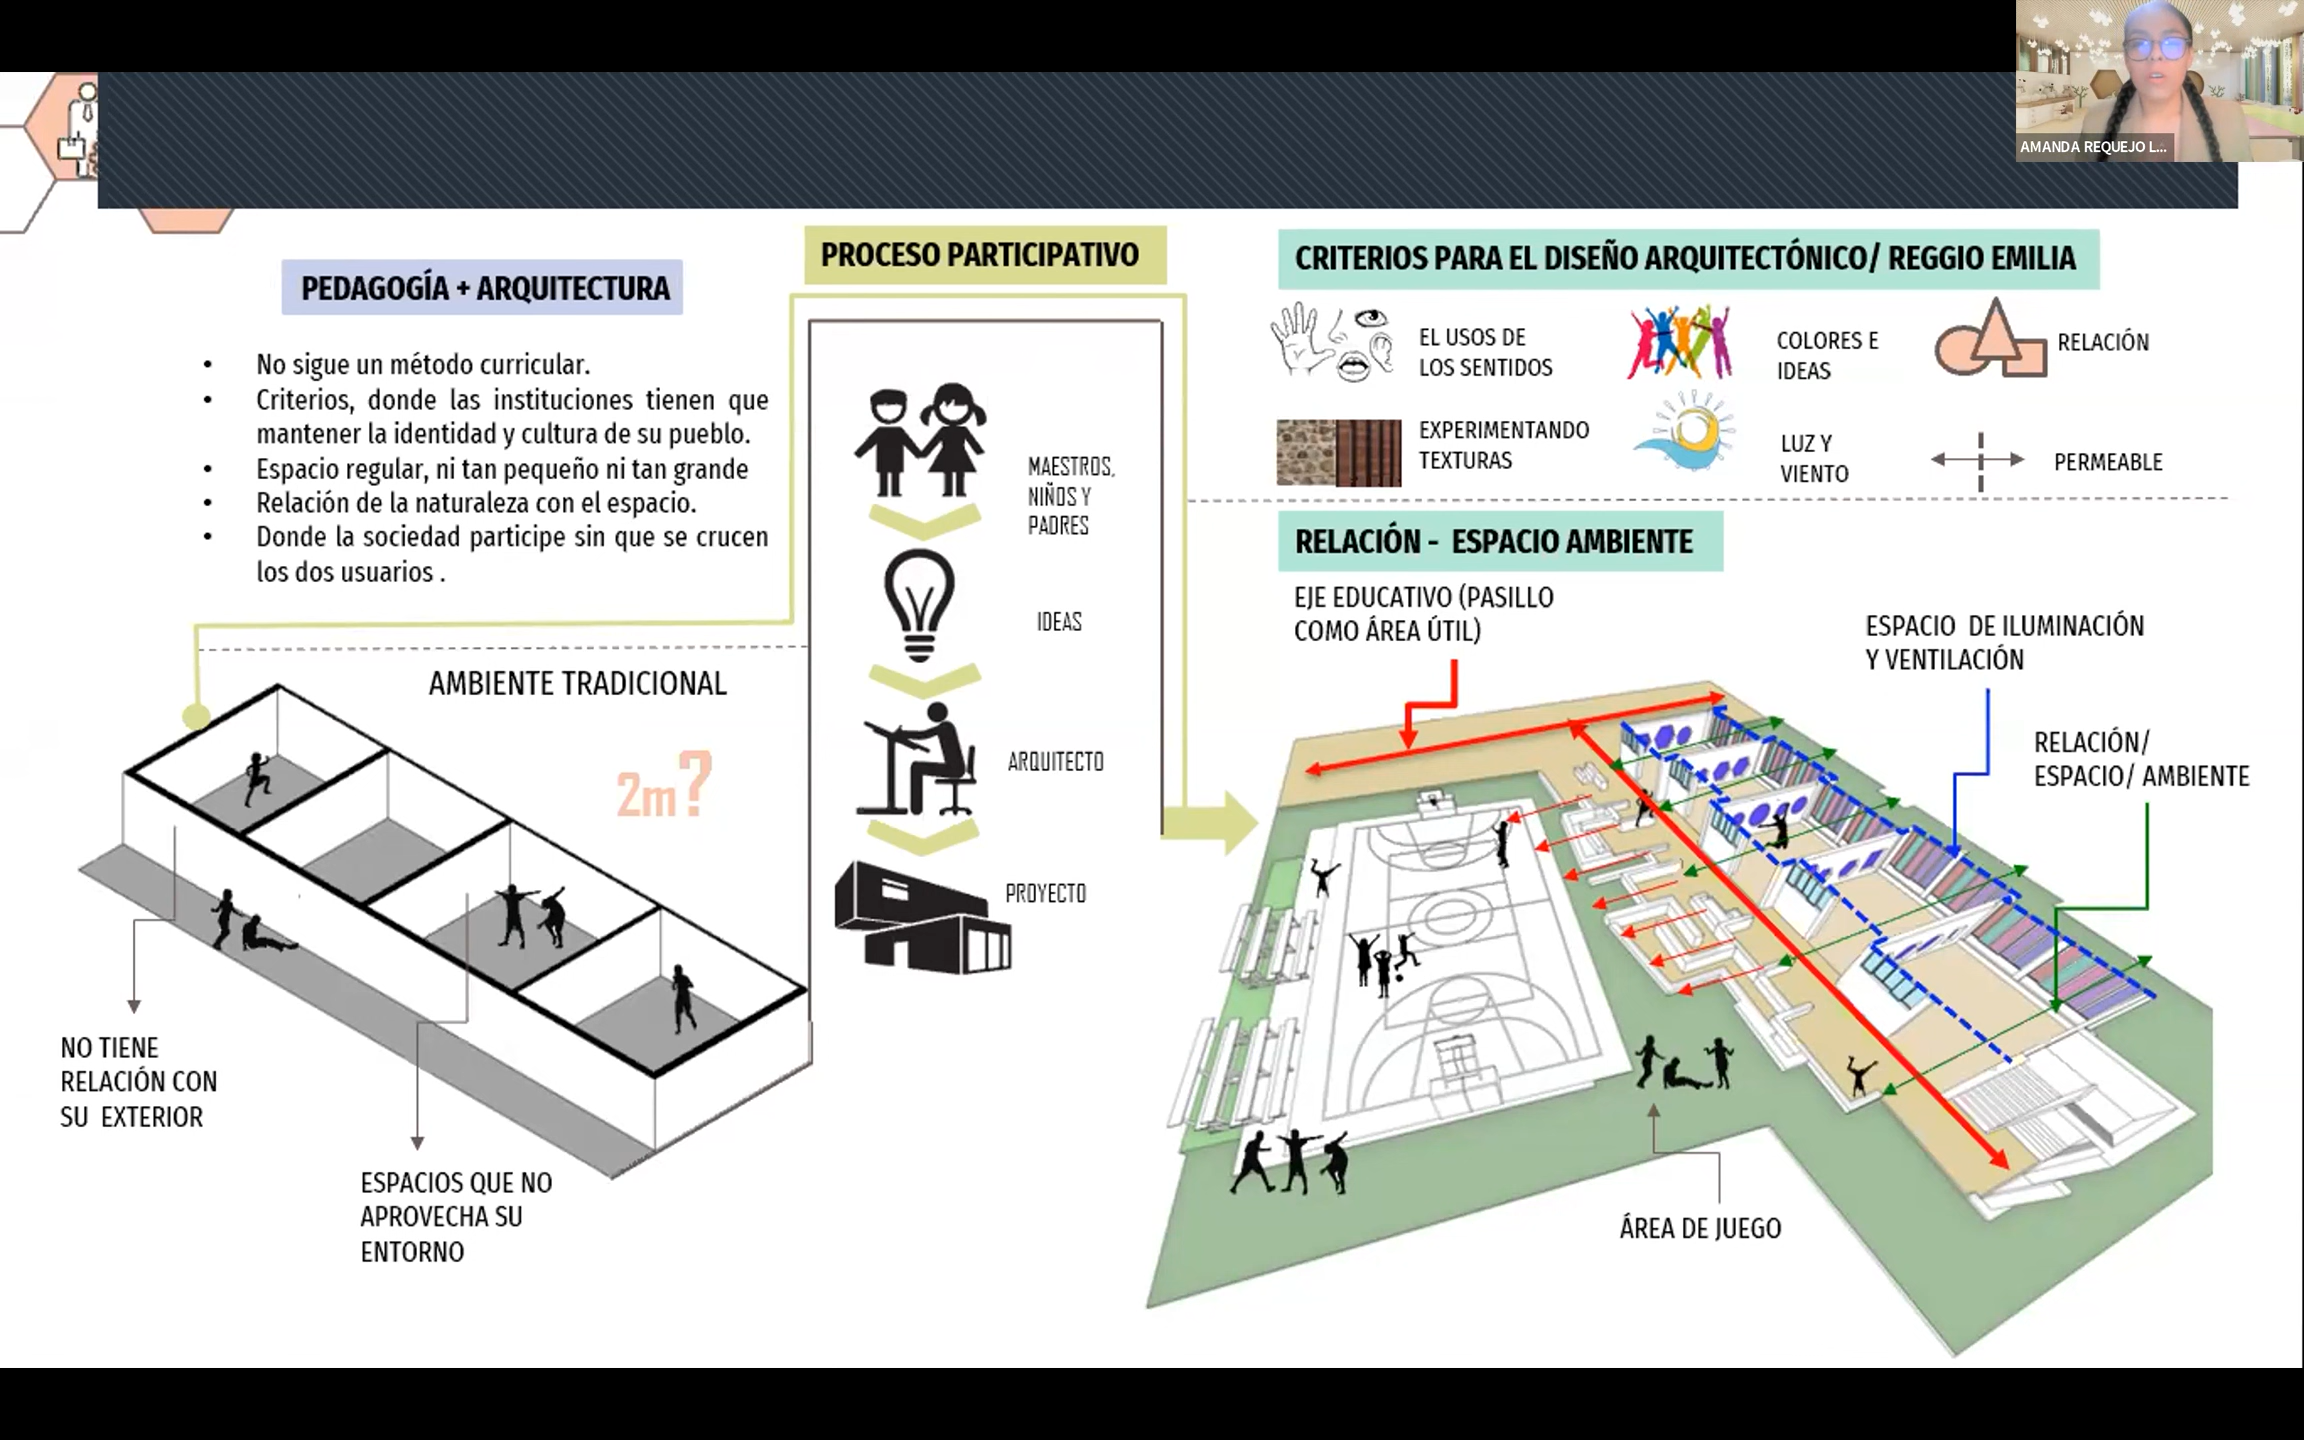 AMANDA REQUEJO L...
PEDAGOGÍA + ARQUITECTURA
• No sigue un método curricular.
• Criterios, donde las instituciones tienen que
mantener la identidad y cultura de su pueblo.
• Espacio regular, ni tan pequeño ni tan grande
• Relación de la naturaleza con el espacio.
• Donde la sociedad participe sin que se crucen
los dos usuarios .
AMBIENTE TRADICIONAL
2m?
NO TIENE
RELACIÓN CON
SU EXTERIOR
ESPACIOS QUE NO
APROVECHA SU
ENTORNO
PROCESO PARTICIPATIVO
MAESTROS,
NIÑOS Y
PADRES
IDEAS
ARQUITECTO
PROYECTO
CRITERIOS PARA EL DISEÑO ARQUITECTÓNICO/ REGGIO EMILIA
EL USOS DE
LOS SENTIDOS
COLORES E
IDEAS
RELACIÓN
EXPERIMENTANDO
TEXTURAS
LUZ Y
VIENTO
PERMEABLE
RELACIÓN - ESPACIO AMBIENTE
EJE EDUCATIVO (PASILLO
COMO ÁREA ÚTIL)
ESPACIO DE ILUMINACIÓN
Y VENTILACIÓN
RELACIÓN/
ESPACIO/ AMBIENTE
ÁREA DE JUEGO